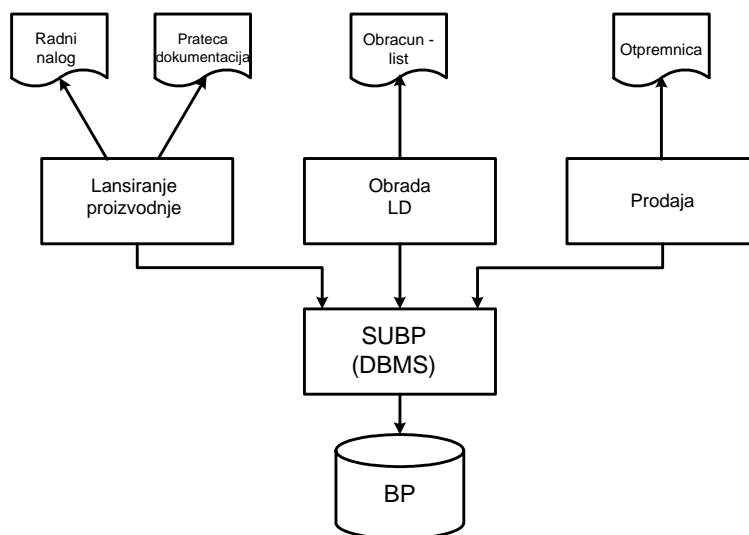 Radni
nalog
Prateca
dokumentacija
Obracun -
list
Otpremnica
Lansiranje
proizvodnje
Obrada
LD
Prodaja
SUBP
(DBMS)
BP